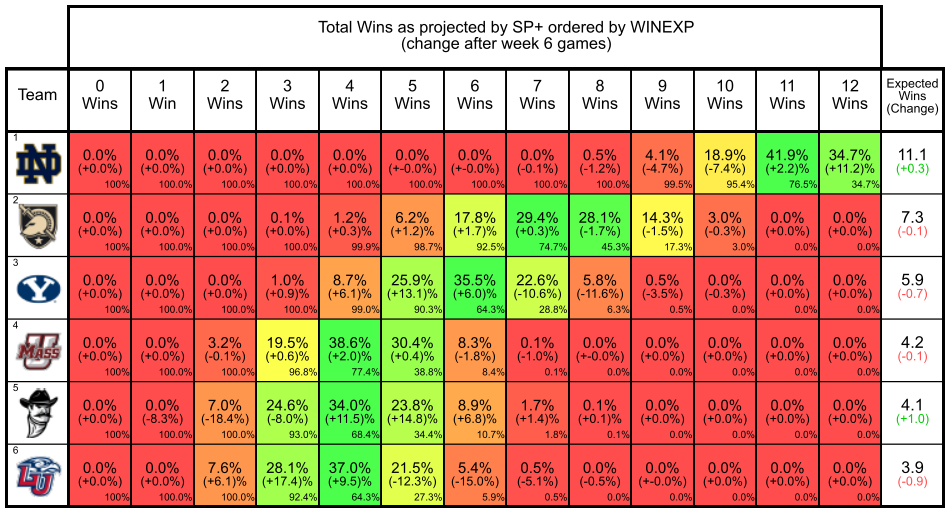 Total Wins as projected by SP+ ordered by WINEXP
(change after week 6 games)
Team 0 Wins 1 Win 2 Wins 3 Wins 4 Wins 5 Wins 6 Wins 7 Wins 8 Wins 9 Wins 10 Wins 11 Wins 12 Wins Expected Wins (Change)
1 ND
0.0% 0.0% 0.0% 0.0% 0.0% 0.0% 0.0% 0.0% 0.5% 4.1% 18.9% 41.9% 34.7% 11.1
(+0.0%) (+0.0%) (+0.0%) (+0.0%) (+0.0%) (+-0.0%) (+-0.0%) (-0.1%) (-1.2%) (-4.7%) (-7.4%) (+2.2)% (+11.2)% (+0.3)
100% 100.0% 100.0% 100.0% 100.0% 100.0% 100.0% 100.0% 100.0% 99.5% 95.4% 76.5% 34.7%
2
0.0% 0.0% 0.0% 0.1% 1.2% 6.2% 17.8% 29.4% 28.1% 14.3% 3.0% 0.0% 0.0% 7.3
(+0.0%) (+0.0%) (+0.0%) (+0.0%) (+0.3)% (+1.2)% (+1.7)% (+0.3)% (-1.7%) (-1.5%) (-0.3%) (+0.0%) (+0.0%) (-0.1)
100% 100.0% 100.0% 100.0% 99.9% 98.7% 92.5% 74.7% 45.3% 17.3% 3.0% 0.0% 0.0%
3 Y
0.0% 0.0% 0.0% 1.0% 8.7% 25.9% 35.5% 22.6% 5.8% 0.5% 0.0% 0.0% 0.0% 5.9
(+0.0%) (+0.0%) (+0.0%) (+0.9)% (+6.1)% (+13.1)% (+6.0)% (-10.6%) (-11.6%) (-3.5%) (-0.3%) (+0.0%) (+0.0%) (-0.7)
100% 100.0% 100.0% 100.0% 99.0% 90.3% 64.3% 28.8% 6.3% 0.5% 0.0% 0.0% 0.0%
4 U MASS
0.0% 0.0% 3.2% 19.5% 38.6% 30.4% 8.3% 0.1% 0.0% 0.0% 0.0% 0.0% 0.0% 4.2
(+0.0%) (+0.0%) (-0.1%) (+0.6)% (+2.0)% (+0.4)% (-1.8%) (-1.0%) (+-0.0%) (+0.0%) (+0.0%) (+0.0%) (+0.0%) (-0.1)
100% 100.0% 100.0% 96.8% 77.4% 38.8% 8.4% 0.1% 0.0% 0.0% 0.0% 0.0% 0.0%
5
0.0% 0.0% 7.0% 24.6% 34.0% 23.8% 8.9% 1.7% 0.1% 0.0% 0.0% 0.0% 0.0% 4.1
(+0.0%) (-8.3%) (-18.4%) (-8.0%) (+11.5)% (+14.8)% (+6.8)% (+1.4)% (+0.1)% (+0.0%) (+0.0%) (+0.0%) (+0.0%) (+1.0)
100% 100.0% 100.0% 93.0% 68.4% 34.4% 10.7% 1.8% 0.1% 0.0% 0.0% 0.0% 0.0%
6 LU
0.0% 0.0% 7.6% 28.1% 37.0% 21.5% 5.4% 0.5% 0.0% 0.0% 0.0% 0.0% 0.0% 3.9
(+0.0%) (+0.0%) (+6.1)% (+17.4)% (+9.5)% (-12.3%) (-15.0%) (-5.1%) (-0.5%) (+-0.0%) (+0.0%) (+0.0%) (+0.0%) (-0.9)
100% 100.0% 100.0% 92.4% 64.3% 27.3% 5.9% 0.5% 0.0% 0.0% 0.0% 0.0% 0.0%